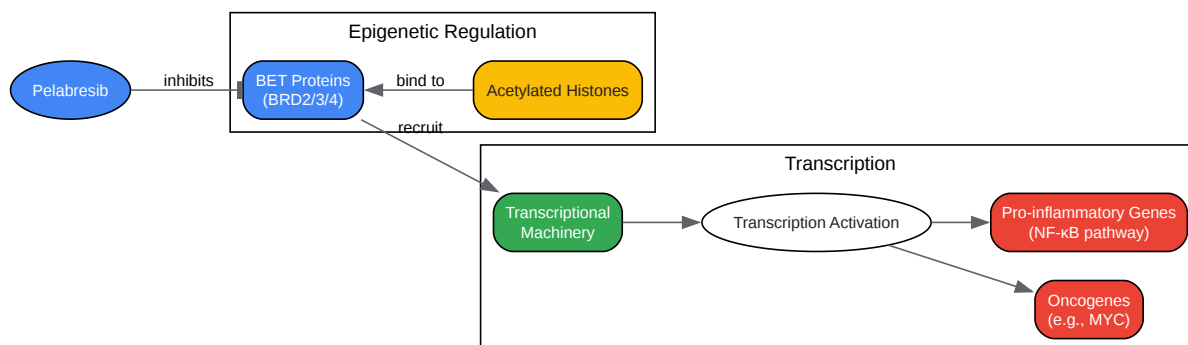 Epigenetic Regulation
Pelabresib
inhibits
BET Proteins
(BRD2/3/4)
bind to
Acetylated Histones
recruit
Transcription
Transcriptional
Machinery
Transcription Activation
Pro-inflammatory Genes
(NF-κB pathway)
Oncogenes
(e.g., MYC)